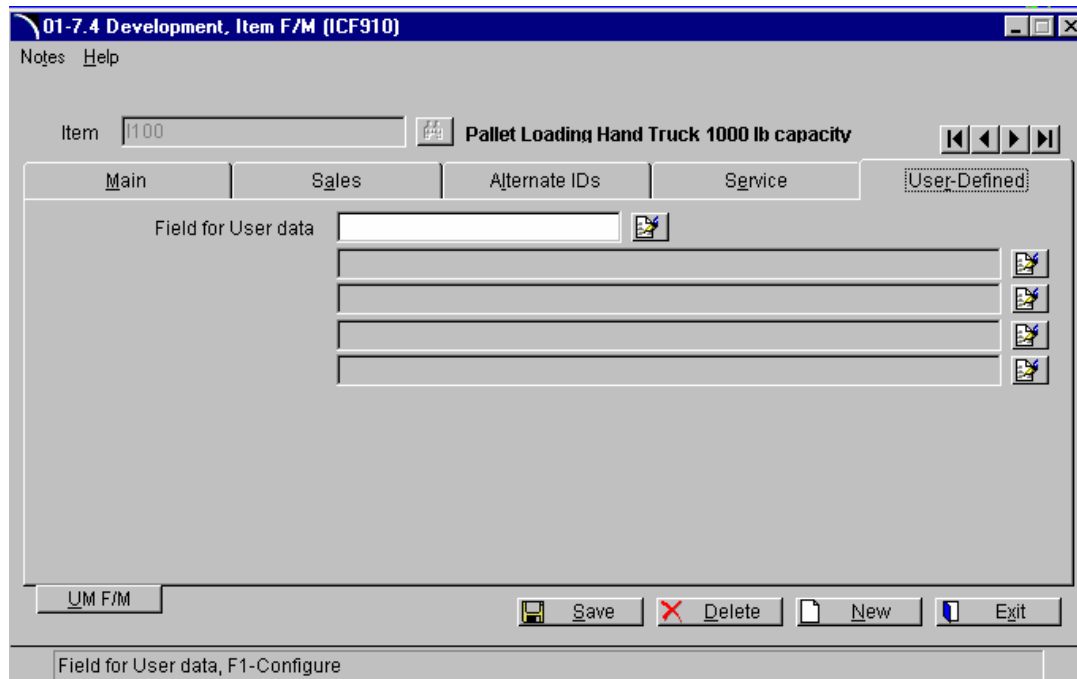 01-7.4 Development, Item F/M (ICF910)
Notes Help
Item I100 Pallet Loading Hand Truck 1000 lb capacity
Main Sales Alternate IDs Service User-Defined
Field for User data
UM F/M
Save Delete New Exit
Field for User data, F1-Configure